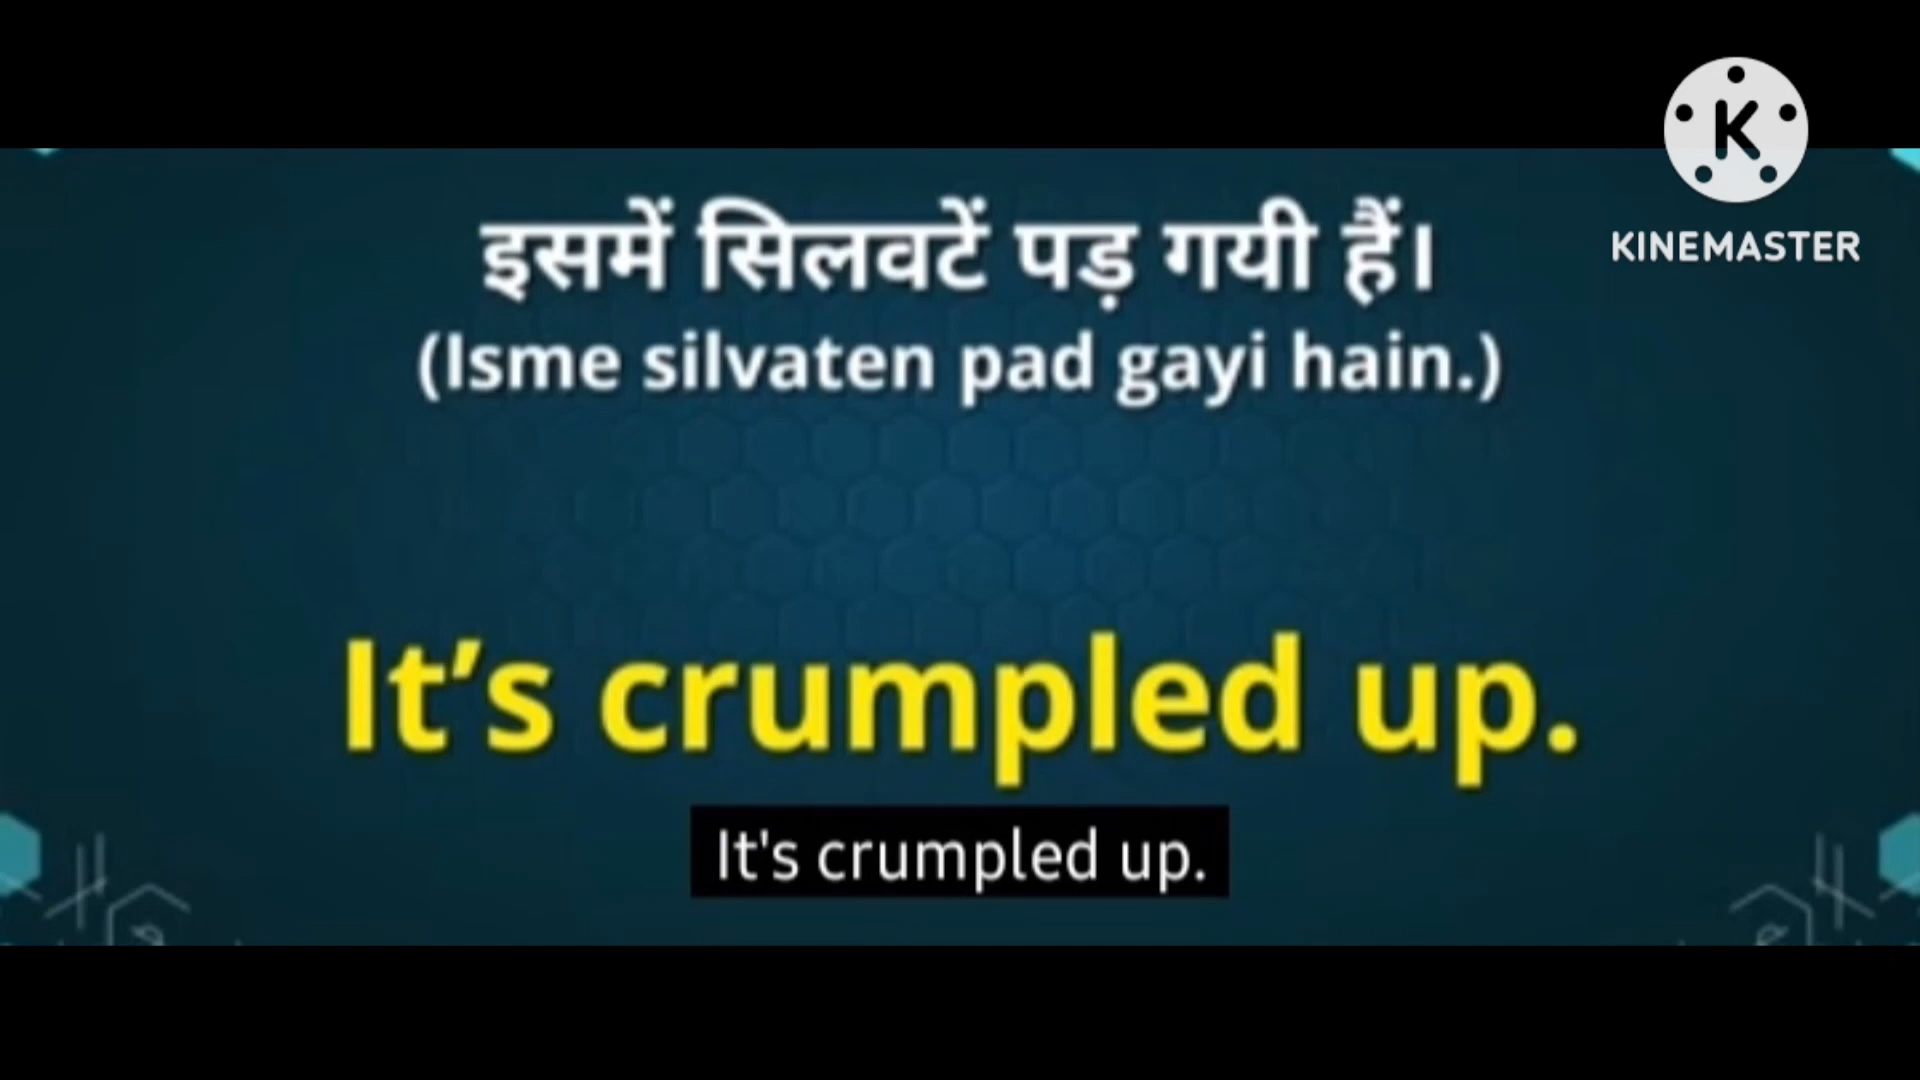 KINEMASTER
इसमें सिलवटें पड़ गयी हैं।
(Isme silvaten pad gayi hain.)
It’s crumpled up.
It's crumpled up.